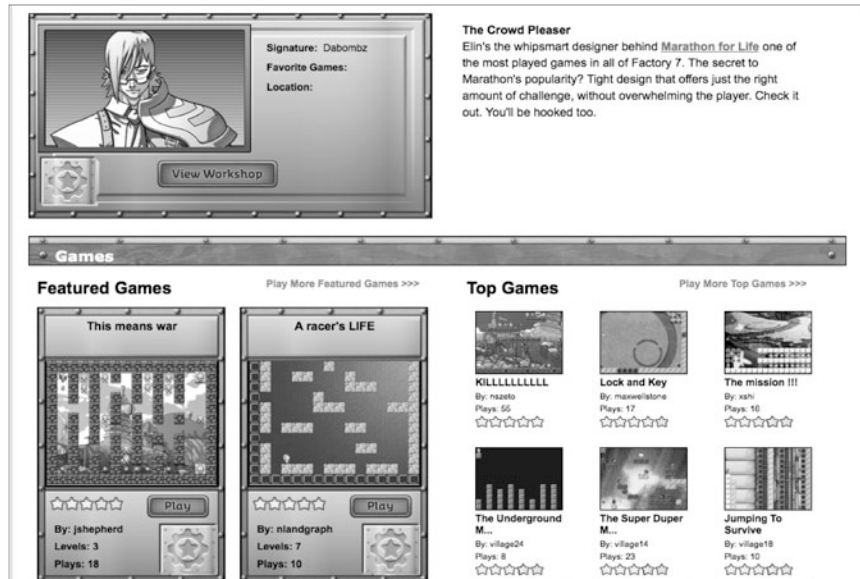 Signature: Dabombz
Favorite Games:
Location:
View Workshop
The Crowd Pleaser
Elin's the whipsmart designer behind Marathon for Life one of
the most played games in all of Factory 7. The secret to
Marathon's popularity? Tight design that offers just the right
amount of challenge, without overwhelming the player. Check it
out. You'll be hooked too.
Games
Featured Games
Play More Featured Games >>>
This means war
Play
By: jshepherd
Levels: 3
Plays: 18
A racer's LIFE
Play
By: nlandgraph
Levels: 7
Plays: 10
Top Games
Play More Top Games >>>
KILLLLLLLLLL
By: nszeto
Plays: 55
Lock and Key
By: maxwellstone
Plays: 17
The mission !!!
By: xshi
Plays: 16
The Underground
M...
By: village24
Plays: 8
The Super Duper
M...
By: village14
Plays: 23
Jumping To
Survive
By: village18
Plays: 10